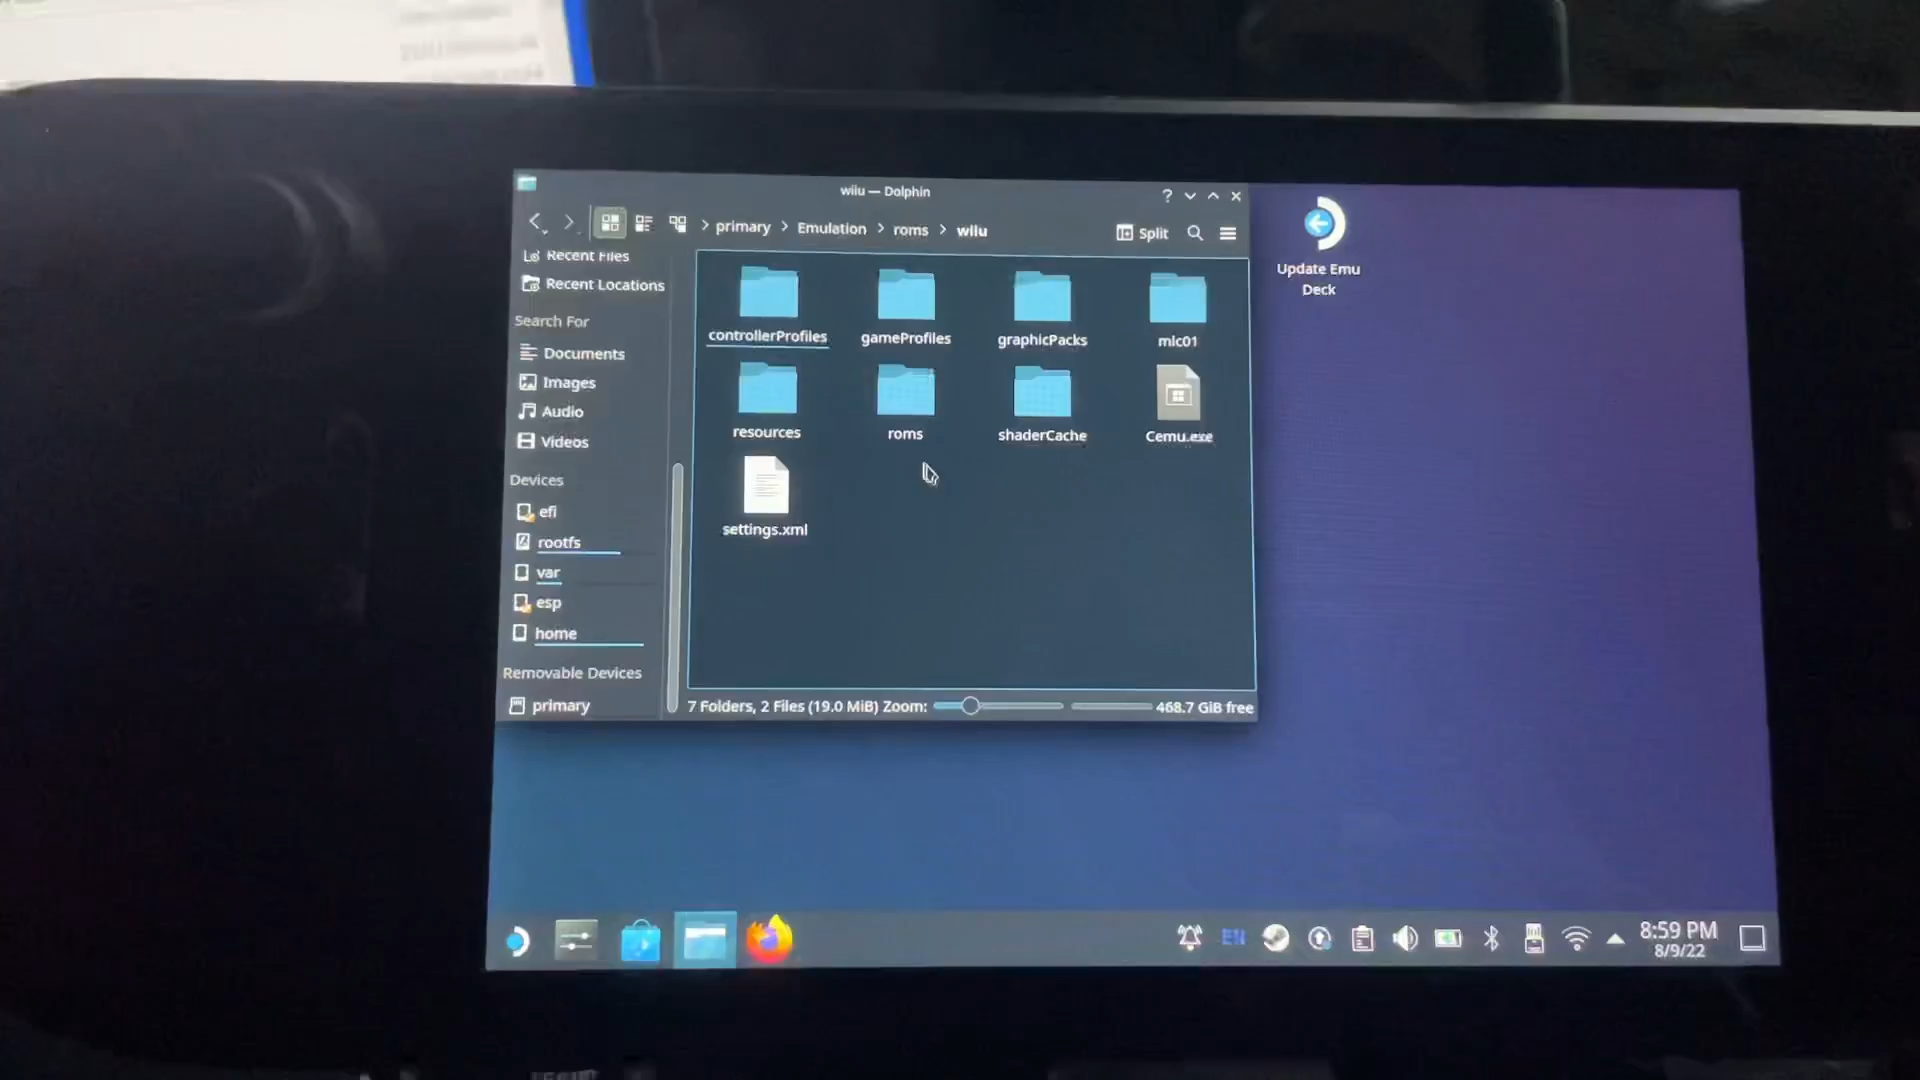 wiiu — Dolphin
primary > Emulation > roms > wiiu
Split
Recent Files
Recent Locations
Search For
Documents
Images
Audio
Videos
Devices
efi
rootfs
var
esp
home
Removable Devices
primary
controllerProfiles
gameProfiles
graphicPacks
mlc01
resources
roms
shaderCache
Cemu.exe
settings.xml
7 Folders, 2 Files (19.0 MiB) Zoom:
468.7 GiB free
Update Emu
Deck
EN
8:59 PM
8/9/22